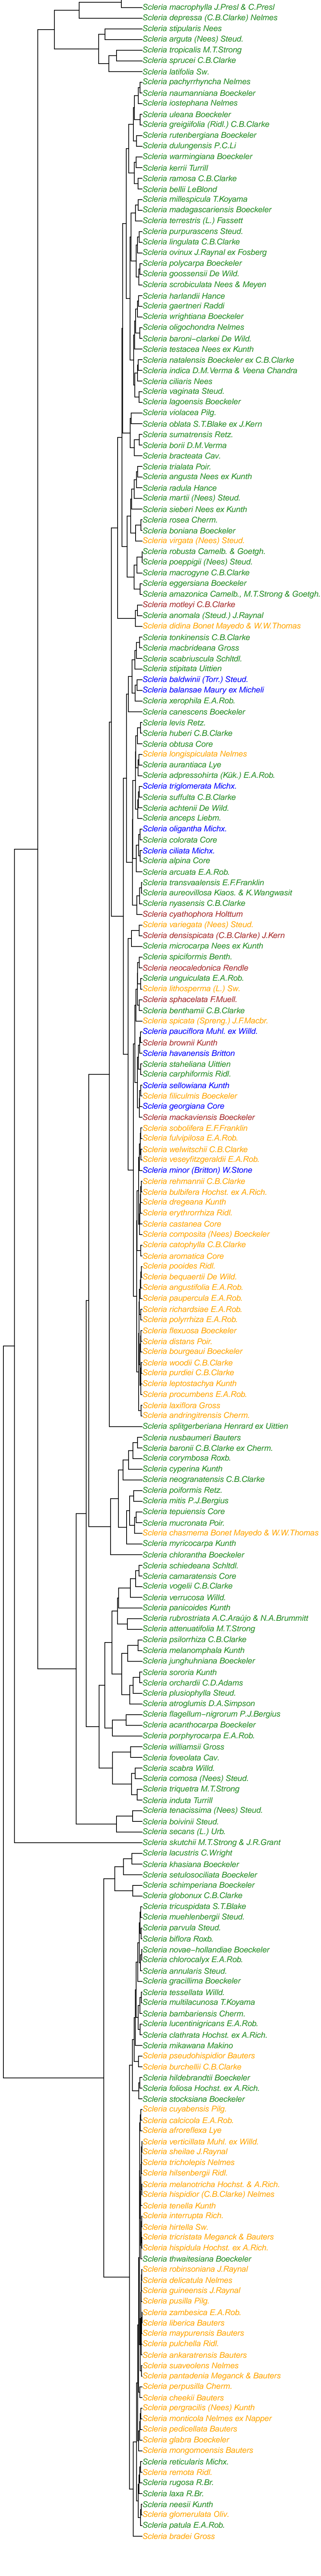 Scleria macrophylla J.Presl & C.Presl
Scleria depressa (C.B.Clarke) Nelmes
Scleria stipularis Nees
Scleria arguta (Nees) Steud.
Scleria tropicalis M.T.Strong
Scleria sprucei C.B.Clarke
Scleria latifolia Sw.
Scleria pachyrrhyncha Nelmes
Scleria naumanniana Boeckeler
Scleria iostephana Nelmes
Scleria uleana Boeckeler
Scleria greigiifolia (Ridl.) C.B.Clarke
Scleria rutenbergiana Boeckeler
Scleria dulungensis P.C.Li
Scleria warmingiana Boeckeler
Scleria kerrii Turrill
Scleria ramosa C.B.Clarke
Scleria bellii LeBlond
Scleria millespicula T.Koyama
Scleria madagascariensis Boeckeler
Scleria terrestris (L.) Fassett
Scleria purpurascens Steud.
Scleria lingulata C.B.Clarke
Scleria ovinux J.Raynal ex Fosberg
Scleria polycarpa Boeckeler
Scleria goossensii De Wild.
Scleria scrobiculata Nees & Meyen
Scleria harlandii Hance
Scleria gaertneri Raddi
Scleria wrightiana Boeckeler
Scleria oligochondra Nelmes
Scleria baroni−clarkei De Wild.
Scleria testacea Nees ex Kunth
Scleria natalensis Boeckeler ex C.B.Clarke
Scleria indica D.M.Verma & Veena Chandra
Scleria ciliaris Nees
Scleria vaginata Steud.
Scleria lagoensis Boeckeler
Scleria violacea Pilg.
Scleria oblata S.T.Blake ex J.Kern
Scleria sumatrensis Retz.
Scleria borii D.M.Verma
Scleria bracteata Cav.
Scleria trialata Poir.
Scleria angusta Nees ex Kunth
Scleria radula Hance
Scleria martii (Nees) Steud.
Scleria sieberi Nees ex Kunth
Scleria rosea Cherm.
Scleria boniana Boeckeler
Scleria virgata (Nees) Steud.
Scleria robusta Camelb. & Goetgh.
Scleria poeppigii (Nees) Steud.
Scleria macrogyne C.B.Clarke
Scleria eggersiana Boeckeler
Scleria amazonica Camelb., M.T.Strong & Goetgh.
Scleria motleyi C.B.Clarke
Scleria anomala (Steud.) J.Raynal
Scleria didina Bonet Mayedo & W.W.Thomas
Scleria tonkinensis C.B.Clarke
Scleria macbrideana Gross
Scleria scabriuscula Schltdl.
Scleria stipitata Uittien
Scleria baldwinii (Torr.) Steud.
Scleria balansae Maury ex Micheli
Scleria xerophila E.A.Rob.
Scleria canescens Boeckeler
Scleria levis Retz.
Scleria huberi C.B.Clarke
Scleria obtusa Core
Scleria longispiculata Nelmes
Scleria aurantiaca Lye
Scleria adpressohirta (Kük.) E.A.Rob.
Scleria triglomerata Michx.
Scleria suffulta C.B.Clarke
Scleria achtenii De Wild.
Scleria anceps Liebm.
Scleria oligantha Michx.
Scleria colorata Core
Scleria ciliata Michx.
Scleria alpina Core
Scleria arcuata E.A.Rob.
Scleria transvaalensis E.F.Franklin
Scleria aureovillosa Kiaos. & K.Wangwasit
Scleria nyasensis C.B.Clarke
Scleria cyathophora Holttum
Scleria variegata (Nees) Steud.
Scleria densispicata (C.B.Clarke) J.Kern
Scleria microcarpa Nees ex Kunth
Scleria spiciformis Benth.
Scleria neocaledonica Rendle
Scleria unguiculata E.A.Rob.
Scleria lithosperma (L.) Sw.
Scleria sphacelata F.Muell.
Scleria benthamii C.B.Clarke
Scleria spicata (Spreng.) J.F.Macbr.
Scleria pauciflora Muhl. ex Willd.
Scleria brownii Kunth
Scleria havanensis Britton
Scleria staheliana Uittien
Scleria carphiformis Ridl.
Scleria sellowiana Kunth
Scleria filiculmis Boeckeler
Scleria georgiana Core
Scleria mackaviensis Boeckeler
Scleria sobolifera E.F.Franklin
Scleria fulvipilosa E.A.Rob.
Scleria welwitschii C.B.Clarke
Scleria veseyfitzgeraldii E.A.Rob.
Scleria minor (Britton) W.Stone
Scleria rehmannii C.B.Clarke
Scleria bulbifera Hochst. ex A.Rich.
Scleria dregeana Kunth
Scleria erythrorrhiza Ridl.
Scleria castanea Core
Scleria composita (Nees) Boeckeler
Scleria catophylla C.B.Clarke
Scleria aromatica Core
Scleria pooides Ridl.
Scleria bequaertii De Wild.
Scleria angustifolia E.A.Rob.
Scleria paupercula E.A.Rob.
Scleria richardsiae E.A.Rob.
Scleria polyrrhiza E.A.Rob.
Scleria flexuosa Boeckeler
Scleria distans Poir.
Scleria bourgeaui Boeckeler
Scleria woodii C.B.Clarke
Scleria purdiei C.B.Clarke
Scleria leptostachya Kunth
Scleria procumbens E.A.Rob.
Scleria laxiflora Gross
Scleria andringitrensis Cherm.
Scleria splitgerberiana Henrard ex Uittien
Scleria nusbaumeri Bauters
Scleria baronii C.B.Clarke ex Cherm.
Scleria corymbosa Roxb.
Scleria cyperina Kunth
Scleria neogranatensis C.B.Clarke
Scleria poiformis Retz.
Scleria mitis P.J.Bergius
Scleria tepuiensis Core
Scleria mucronata Poir.
Scleria chasmema Bonet Mayedo & W.W.Thomas
Scleria myricocarpa Kunth
Scleria chlorantha Boeckeler
Scleria schiedeana Schltdl.
Scleria camaratensis Core
Scleria vogelii C.B.Clarke
Scleria verrucosa Willd.
Scleria panicoides Kunth
Scleria rubrostriata A.C.Araújo & N.A.Brummitt
Scleria attenuatifolia M.T.Strong
Scleria psilorrhiza C.B.Clarke
Scleria melanomphala Kunth
Scleria junghuhniana Boeckeler
Scleria sororia Kunth
Scleria orchardii C.D.Adams
Scleria plusiophylla Steud.
Scleria atroglumis D.A.Simpson
Scleria flagellum−nigrorum P.J.Bergius
Scleria acanthocarpa Boeckeler
Scleria porphyrocarpa E.A.Rob.
Scleria williamsii Gross
Scleria foveolata Cav.
Scleria scabra Willd.
Scleria comosa (Nees) Steud.
Scleria triquetra M.T.Strong
Scleria induta Turrill
Scleria tenacissima (Nees) Steud.
Scleria boivinii Steud.
Scleria secans (L.) Urb.
Scleria skutchii M.T.Strong & J.R.Grant
Scleria lacustris C.Wright
Scleria khasiana Boeckeler
Scleria setulosociliata Boeckeler
Scleria schimperiana Boeckeler
Scleria globonux C.B.Clarke
Scleria tricuspidata S.T.Blake
Scleria muehlenbergii Steud.
Scleria parvula Steud.
Scleria biflora Roxb.
Scleria novae−hollandiae Boeckeler
Scleria chlorocalyx E.A.Rob.
Scleria annularis Steud.
Scleria gracillima Boeckeler
Scleria tessellata Willd.
Scleria multilacunosa T.Koyama
Scleria bambariensis Cherm.
Scleria lucentinigricans E.A.Rob.
Scleria clathrata Hochst. ex A.Rich.
Scleria mikawana Makino
Scleria pseudohispidior Bauters
Scleria burchellii C.B.Clarke
Scleria hildebrandtii Boeckeler
Scleria foliosa Hochst. ex A.Rich.
Scleria stocksiana Boeckeler
Scleria cuyabensis Pilg.
Scleria calcicola E.A.Rob.
Scleria afroreflexa Lye
Scleria verticillata Muhl. ex Willd.
Scleria sheilae J.Raynal
Scleria tricholepis Nelmes
Scleria hilsenbergii Ridl.
Scleria melanotricha Hochst. & A.Rich.
Scleria hispidior (C.B.Clarke) Nelmes
Scleria tenella Kunth
Scleria interrupta Rich.
Scleria hirtella Sw.
Scleria tricristata Meganck & Bauters
Scleria hispidula Hochst. ex A.Rich.
Scleria thwaitesiana Boeckeler
Scleria robinsoniana J.Raynal
Scleria delicatula Nelmes
Scleria guineensis J.Raynal
Scleria pusilla Pilg.
Scleria zambesica E.A.Rob.
Scleria liberica Bauters
Scleria maypurensis Bauters
Scleria pulchella Ridl.
Scleria ankaratrensis Bauters
Scleria suaveolens Nelmes
Scleria pantadenia Meganck & Bauters
Scleria perpusilla Cherm.
Scleria cheekii Bauters
Scleria pergracilis (Nees) Kunth
Scleria monticola Nelmes ex Napper
Scleria pedicellata Bauters
Scleria glabra Boeckeler
Scleria mongomoensis Bauters
Scleria reticularis Michx.
Scleria remota Ridl.
Scleria rugosa R.Br.
Scleria laxa R.Br.
Scleria neesii Kunth
Scleria glomerulata Oliv.
Scleria patula E.A.Rob.
Scleria bradei Gross